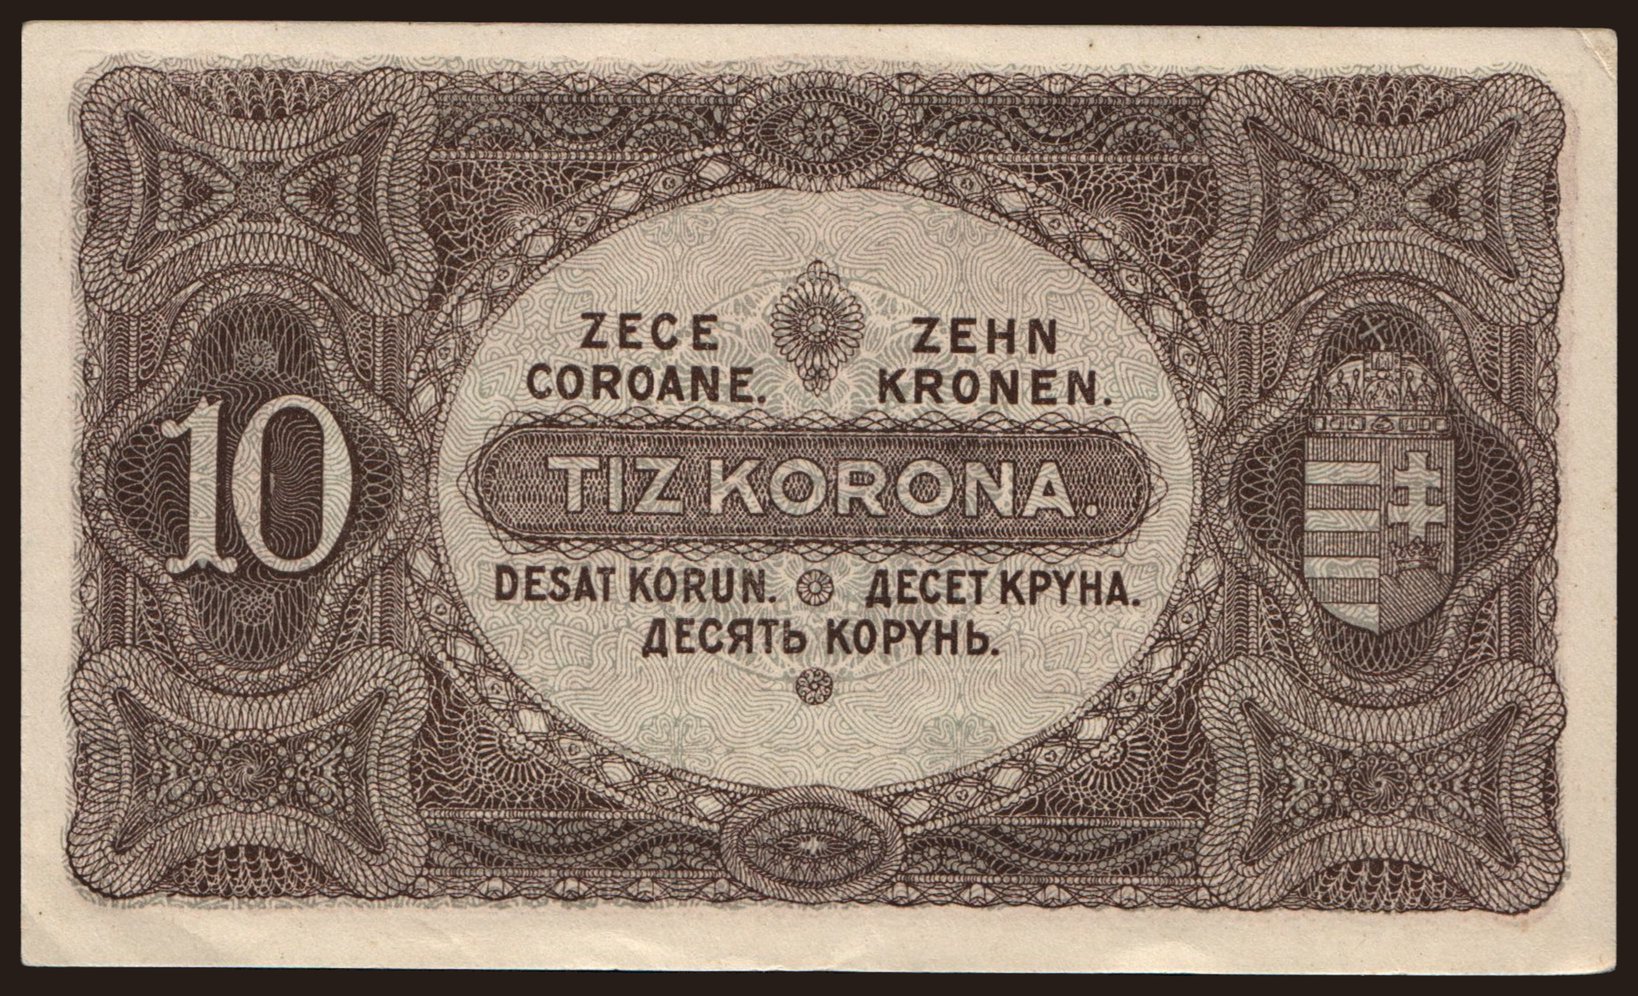 ZECE
COROANE.
ZEHN
KRONEN.
10
TIZ KORONA.
DESAT KORUN. ДЕСЕТ КРУНА.
ДЕСЯТЬ КОРУНЬ.